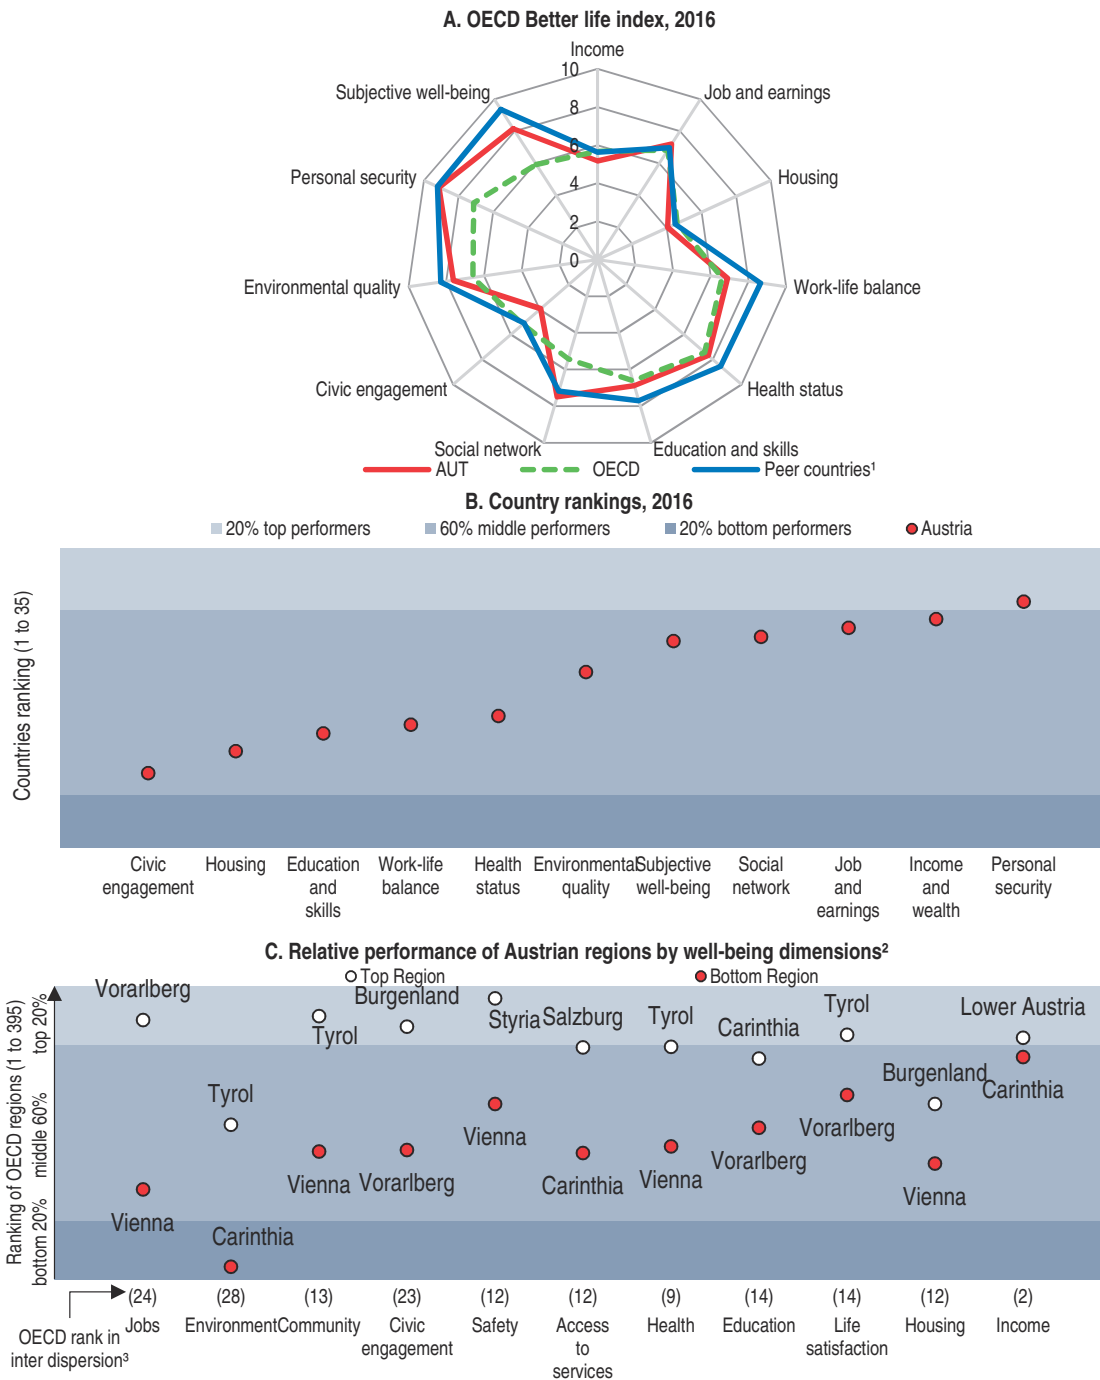 A. OECD Better life index, 2016
Income
10
Subjective well-being
Job and earnings
8
6
Personal security
4
Housing
2
0
Environmental quality
Work-life balance
Civic engagement
Health status
Social network
Education and skills
AUT
OECD
Peer countries¹
B. Country rankings, 2016
20% top performers
60% middle performers
20% bottom performers
Austria
Countries ranking (1 to 35)
Civic engagement
Housing
Education and skills
Work-life balance
Health status
Environmental quality
Subjective well-being
Social network
Job and earnings
Income and wealth
Personal security
C. Relative performance of Austrian regions by well-being dimensions²
Top Region
Bottom Region
Ranking of OECD regions (1 to 395)
bottom 20%
middle 60%
top 20%
Vorarlberg
Vienna
Tyrol
Carinthia
Tyrol
Vienna
Burgenland
Vorarlberg
Styria
Vienna
Salzburg
Carinthia
Tyrol
Vienna
Carinthia
Vorarlberg
Tyrol
Vorarlberg
Burgenland
Vienna
Lower Austria
Carinthia
OECD rank in inter dispersion³
(24)
(28)
(13)
(23)
(12)
(12)
(9)
(14)
(14)
(12)
(2)
Jobs
Environment
Community
Civic engagement
Safety
Access to services
Health
Education
Life satisfaction
Housing
Income